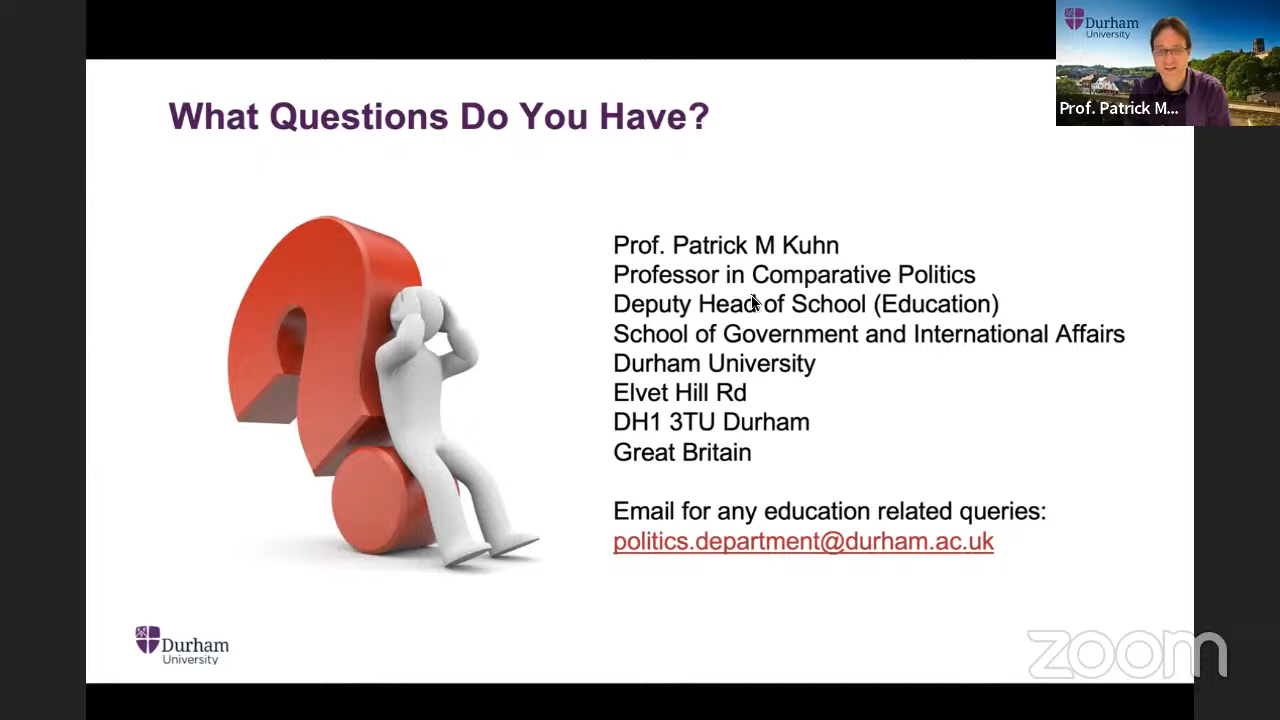 What Questions Do You Have?
Prof. Patrick M Kuhn
Professor in Comparative Politics
Deputy Head of School (Education)
School of Government and International Affairs
Durham University
Elvet Hill Rd
DH1 3TU Durham
Great Britain
Email for any education related queries:
politics.department@durham.ac.uk
Durham
University
zoom
Durham
University
Prof. Patrick M...